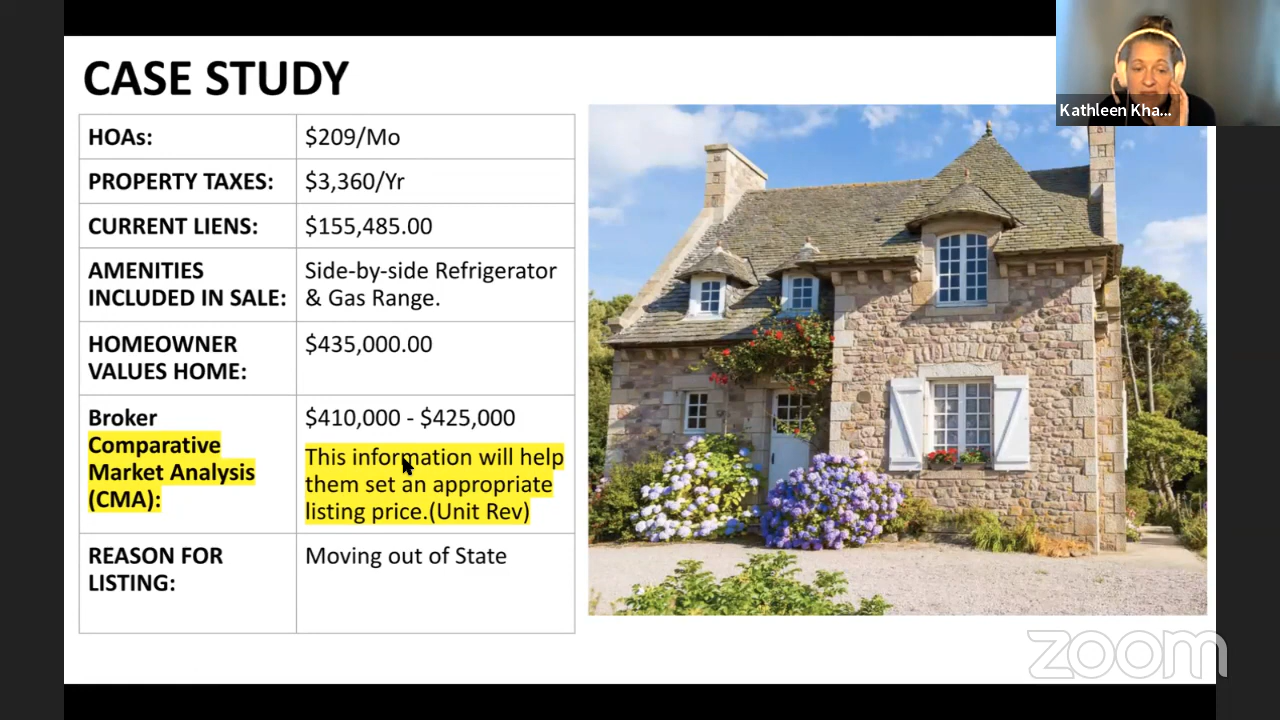 CASE STUDY
HOAs:
$209/Mo
PROPERTY TAXES:
$3,360/Yr
CURRENT LIENS:
$155,485.00
AMENITIES
INCLUDED IN SALE:
Side-by-side Refrigerator
& Gas Range.
HOMEOWNER
VALUES HOME:
$435,000.00
Broker
Comparative
Market Analysis
(CMA):
$410,000 - $425,000
This information will help
them set an appropriate
listing price.(Unit Rev)
REASON FOR
LISTING:
Moving out of State
Kathleen Kha...
zoom